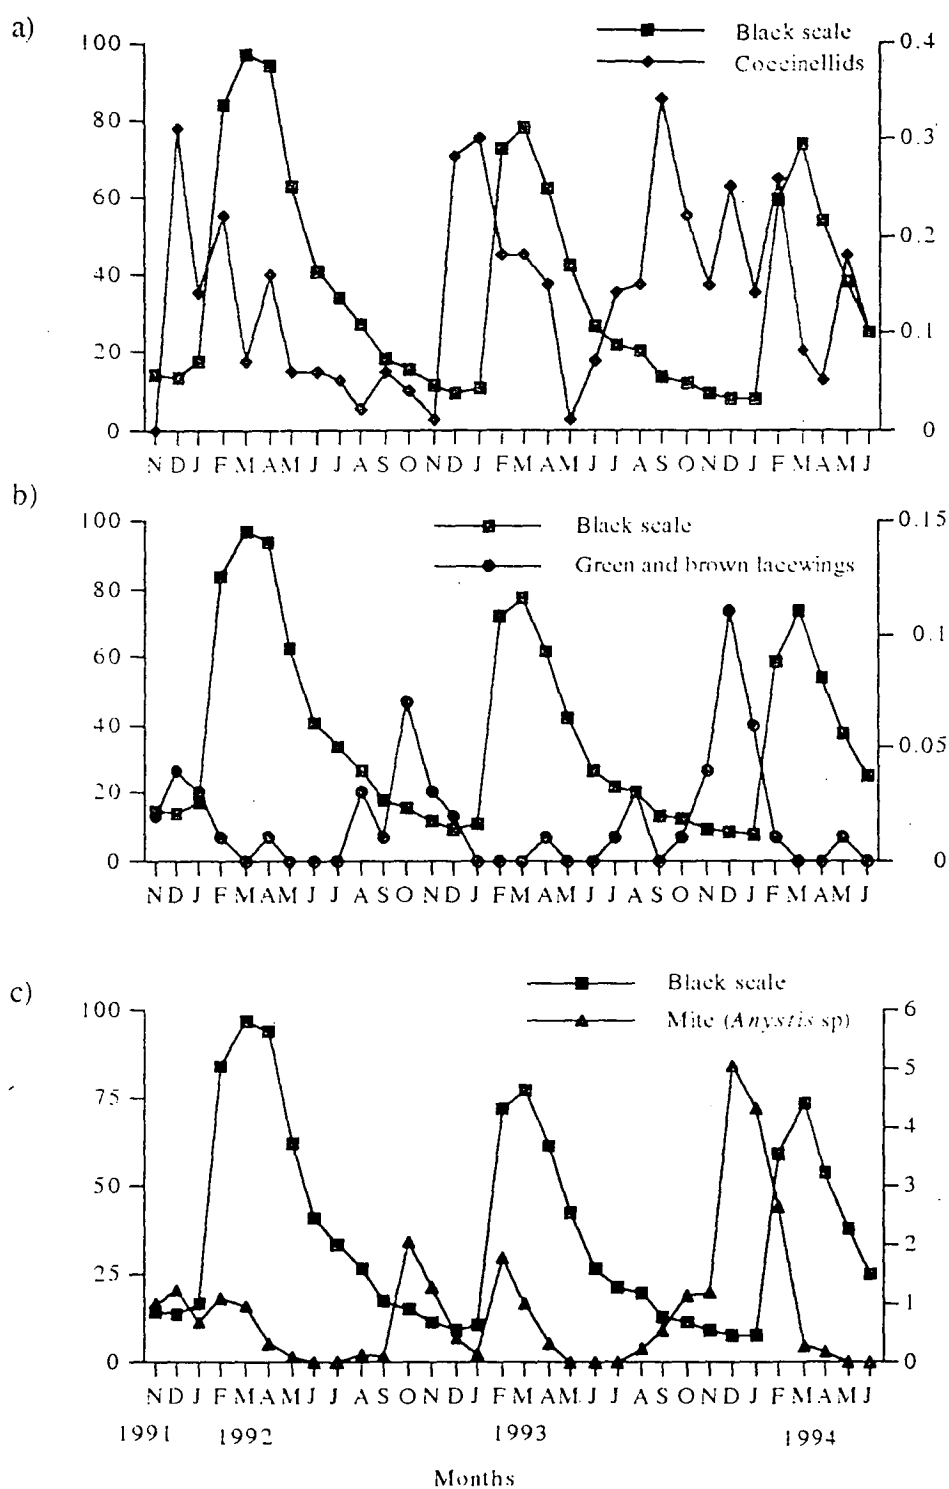 a)
Black scale
Coccinellids
100
80
60
40
20
0
0.4
0.3
0.2
0.1
0
N D J F M A M J J A S O N D J F M A M J J A S O N D J F M A M J
b)
Black scale
Green and brown lacewings
100
80
60
40
20
0
0.15
0.1
0.05
0
N D J F M A M J J A S O N D J F M A M J J A S O N D J F M A M J
c)
Black scale
Mite (Anystis sp)
100
75
50
25
0
6
5
4
3
2
1
0
N D J F M A M J J A S O N D J F M A M J J A S O N D J F M A M J
1991 1992 1993 1994
Months